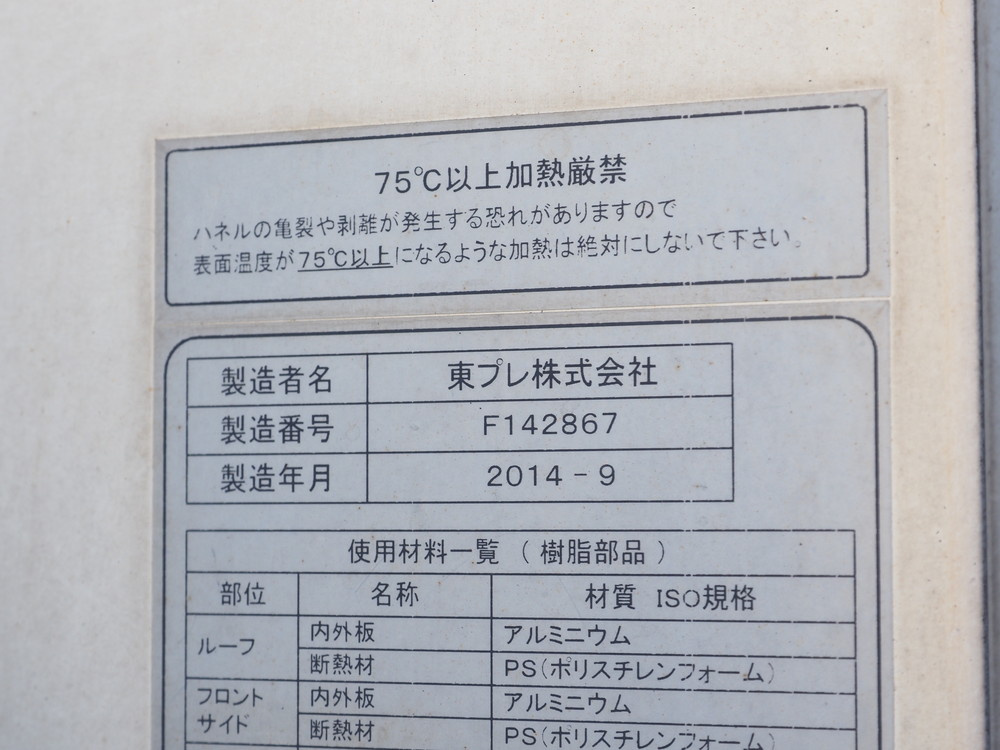 75℃以上加熱厳禁
パネルの亀裂や剥離が発生する恐れがありますので
表面温度が75℃以上になるような加熱は絶対にしないで下さい。
製造者名 東プレ株式会社
製造番号 F142867
製造年月 2014-9
使用材料一覧 (樹脂部品)
部位 名称 材質 ISO規格
ルーフ 内外板 アルミニウム
断熱材 PS(ポリスチレンフォーム)
フロント 内外板 アルミニウム
サイド 断熱材 PS(ポリスチレンフォーム)